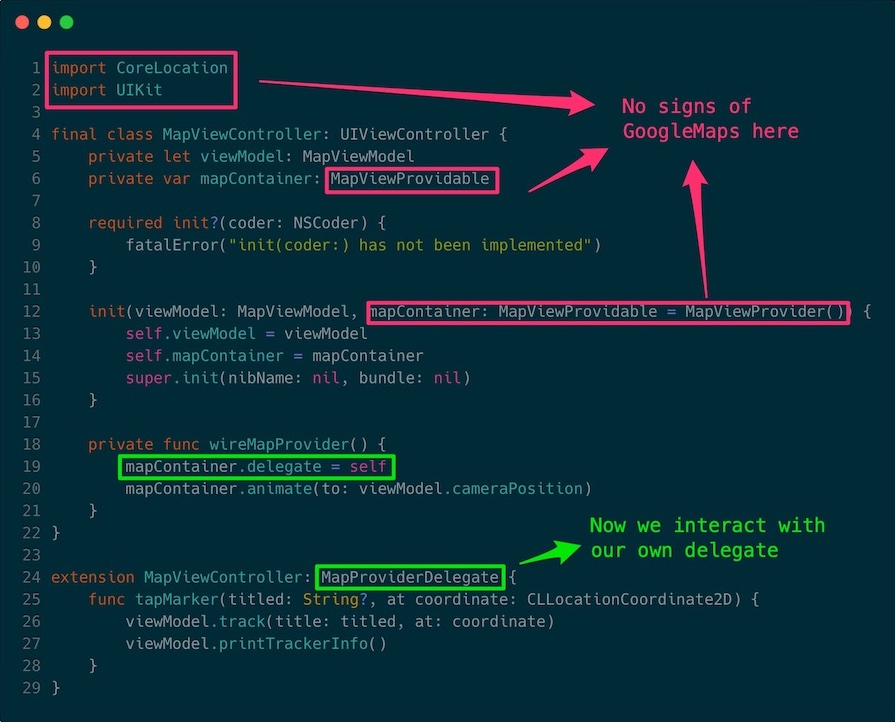 1 import CoreLocation
2 import UIKit
3
4 final class MapViewController: UIViewController {
5     private let viewModel: MapViewModel
6     private var mapContainer: MapViewProvidable
7
8     required init?(coder: NSCoder) {
9         fatalError("init(coder:) has not been implemented")
10     }
11
12     init(viewModel: MapViewModel, mapContainer: MapViewProvidable = MapViewProvider()) {
13         self.viewModel = viewModel
14         self.mapContainer = mapContainer
15         super.init(nibName: nil, bundle: nil)
16     }
17
18     private func wireMapProvider() {
19         mapContainer.delegate = self
20         mapContainer.animate(to: viewModel.cameraPosition)
21     }
22 }
23
24 extension MapViewController: MapProviderDelegate {
25     func tapMarker(titled: String?, at coordinate: CLLocationCoordinate2D) {
26         viewModel.track(title: titled, at: coordinate)
27         viewModel.printTrackerInfo()
28     }
29 }
No signs of
GoogleMaps here
Now we interact with
our own delegate